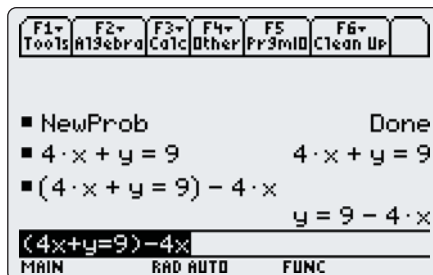 F1▾ F2▾ F3▾ F4▾ F5 F6▾
Tools Algebra Calc Other PrgmIO Clean Up
▪ NewProb Done
▪ 4·x + y = 9 4·x + y = 9
▪ (4·x + y = 9) − 4·x
y = 9 − 4·x
(4x+y=9)-4x
MAIN RAD AUTO FUNC